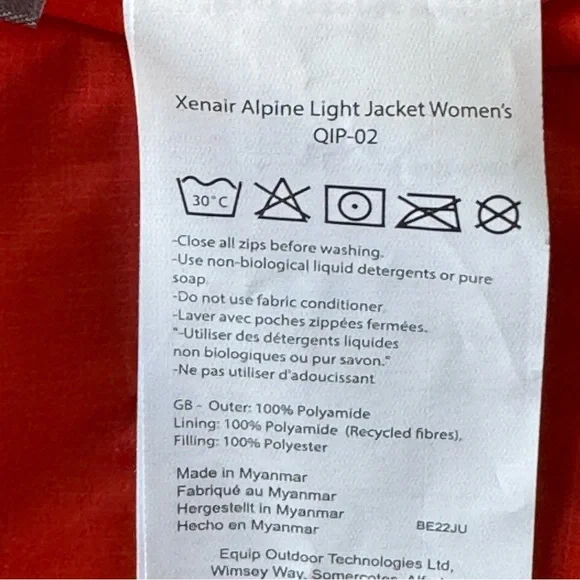 Xenair Alpine Light Jacket Women's
QIP-02
30°C
-Close all zips before washing.
-Use non-biological liquid detergents or pure
soap.
-Do not use fabric conditioner.
-Laver avec poches zippées fermées.
"-Utiliser des détergents liquides
non biologiques ou pur savon."
-Ne pas utiliser d'adoucissant
GB - Outer: 100% Polyamide
Lining: 100% Polyamide (Recycled fibres),
Filling: 100% Polyester
Made in Myanmar
Fabriqué au Myanmar
Hergestellt in Myanmar
Hecho en Myanmar BE22JU
Equip Outdoor Technologies Ltd,
Wimsey Way, Somercotes,